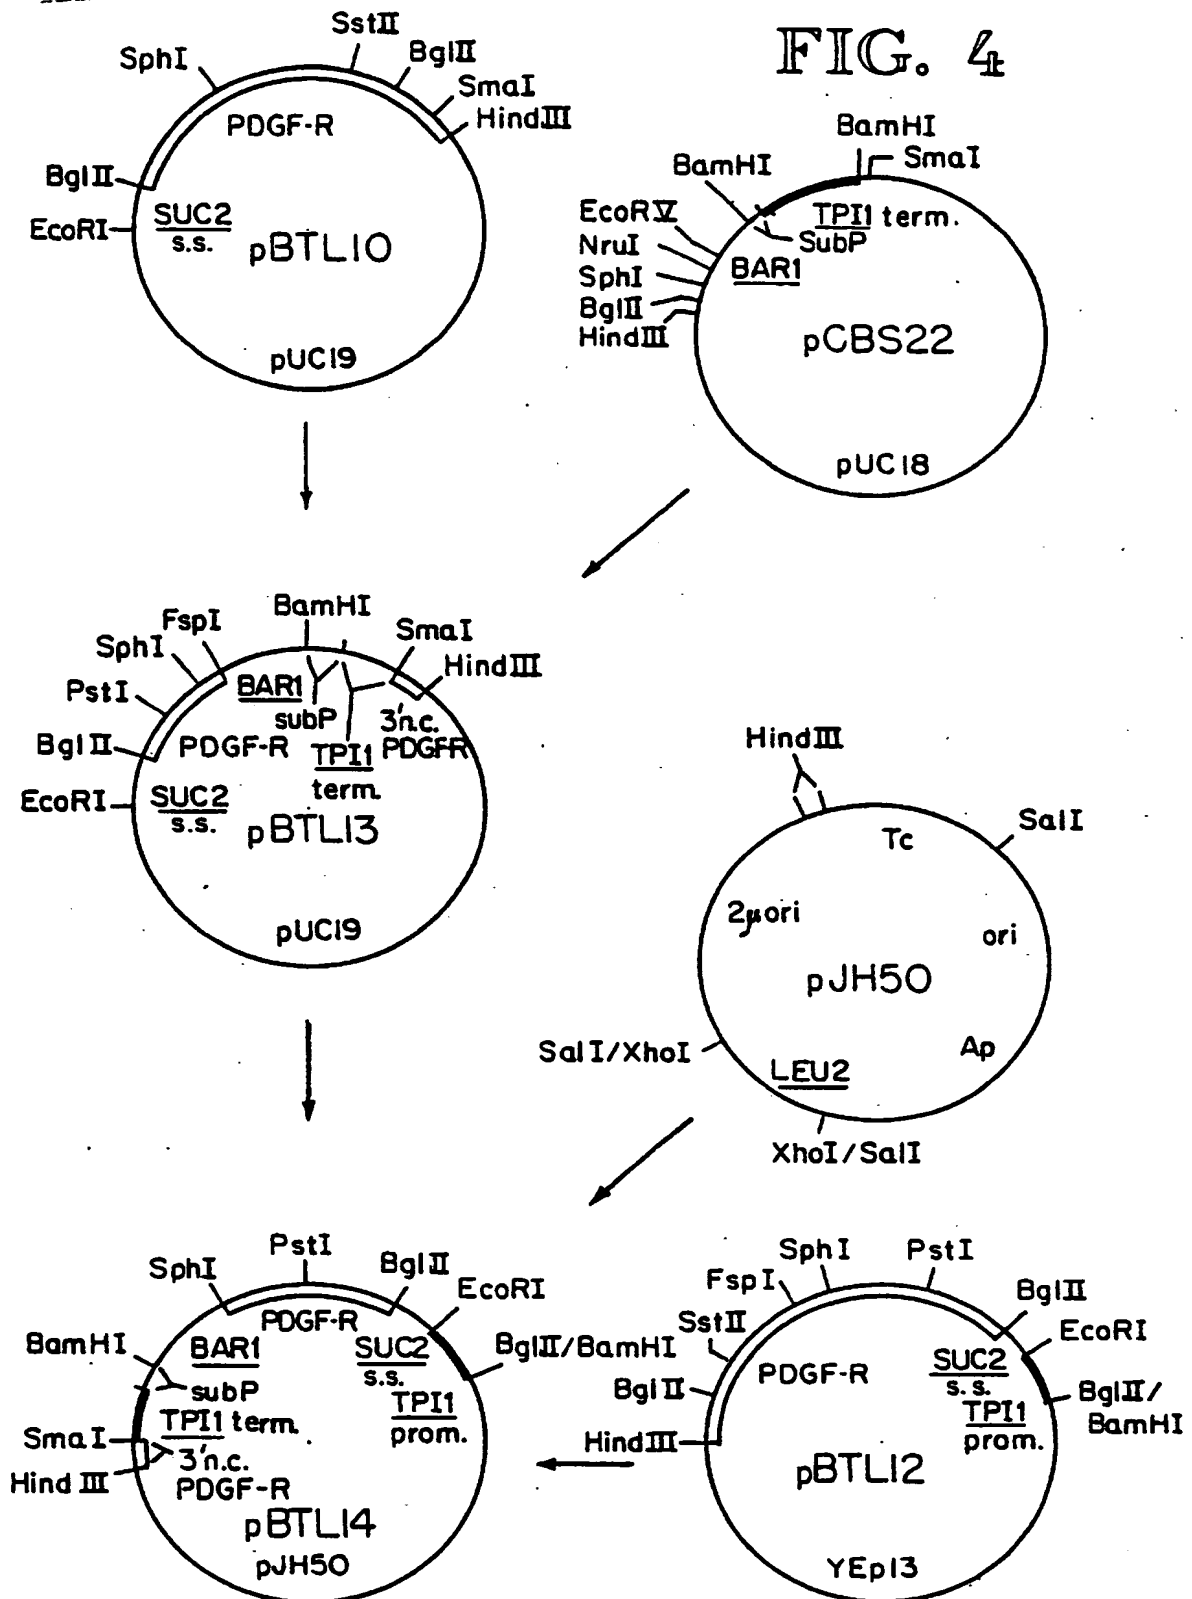 FIG. 4
SphI
SstII
BglII
SmaI
HindIII
PDGF-R
BglII
EcoRI
SUC2
s.s.
pBTL10
pUC19
BamHI
BamHI
SmaI
EcoRV
NruI
SphI
BglII
HindIII
TPI1 term.
SubP
BAR1
pCBS22
pUC18
FspI
SphI
PstI
BglII
EcoRI
BamHI
SmaI
HindIII
BAR1
subP
3'n.c.
PDGF-R
PDGFR
TPI1
term.
SUC2
s.s.
pBTL13
pUC19
HindIII
SalI
Tc
2μ ori
ori
pJH50
SalI/XhoI
Ap
LEU2
XhoI/SalI
SphI
PstI
BglII
EcoRI
PDGF-R
BamHI
BAR1
SUC2
s.s.
BglII/BamHI
subP
TPI1
prom.
TPI1 term.
SmaI
3'n.c.
HindIII
PDGF-R
pBTL14
pJH50
SphI
PstI
FspI
BglII
SstII
EcoRI
PDGF-R
SUC2
s.s.
BglII
TPI1
prom.
BglII/
BamHI
HindIII
pBTL12
YEp13